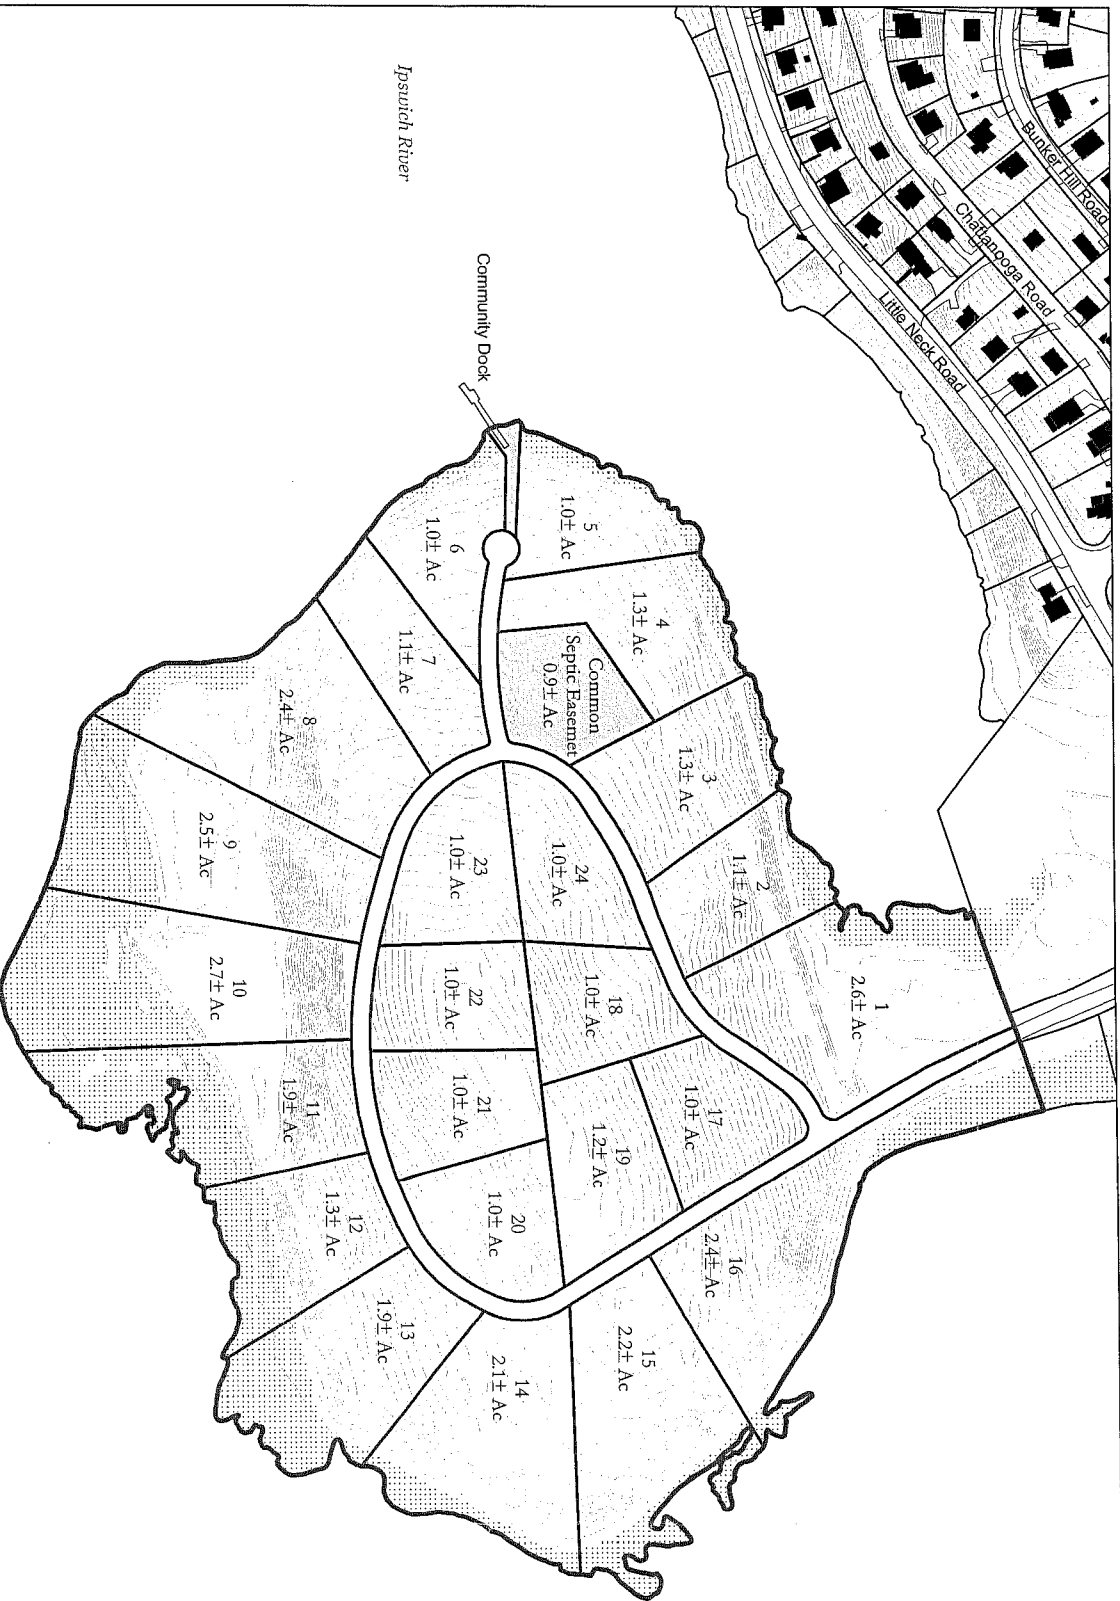 Ipswich River
Community Dock
Bunker Hill Road
Chattanooga Road
Little Neck Road
1
2.6± Ac
2
1.1± Ac
3
1.3± Ac
4
1.3± Ac
5
1.0± Ac
6
1.0± Ac
7
1.1± Ac
8
2.4± Ac
9
2.5± Ac
10
2.7± Ac
11
1.9± Ac
12
1.3± Ac
13
1.9± Ac
14
2.1± Ac
15
2.2± Ac
16
2.4± Ac
17
1.0± Ac
18
1.0± Ac
19
1.2± Ac
20
1.0± Ac
21
1.0± Ac
22
1.0± Ac
23
1.0± Ac
24
1.0± Ac
Common
Septic Easemet
0.9± Ac